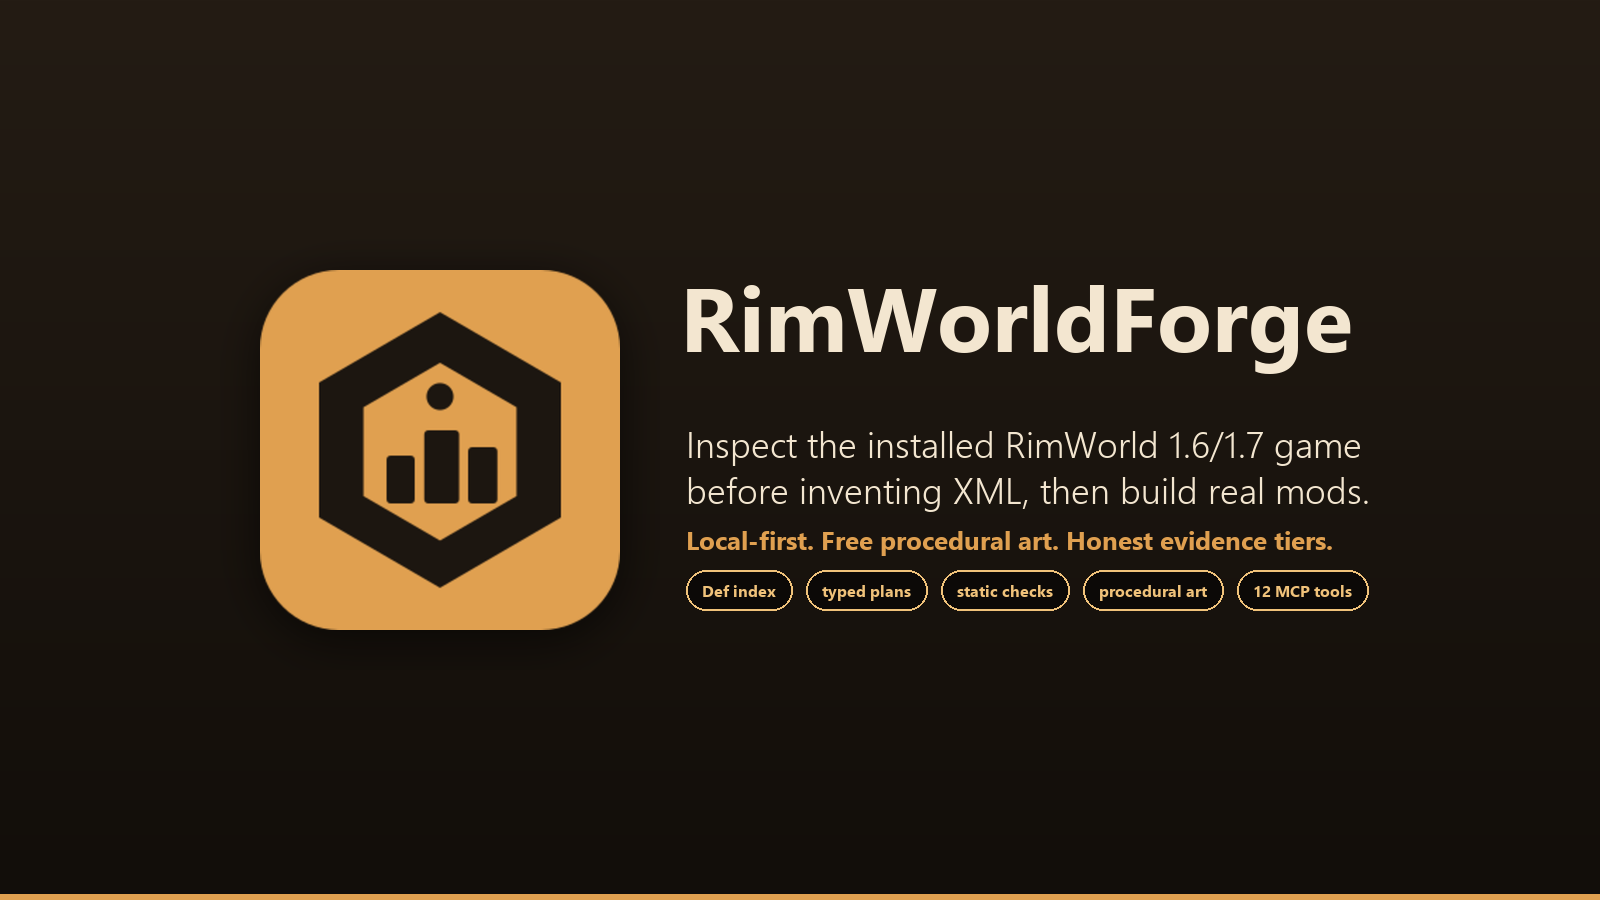 RimWorldForge
Inspect the installed RimWorld 1.6/1.7 game
before inventing XML, then build real mods.
Local-first. Free procedural art. Honest evidence tiers.
Def index
typed plans
static checks
procedural art
12 MCP tools